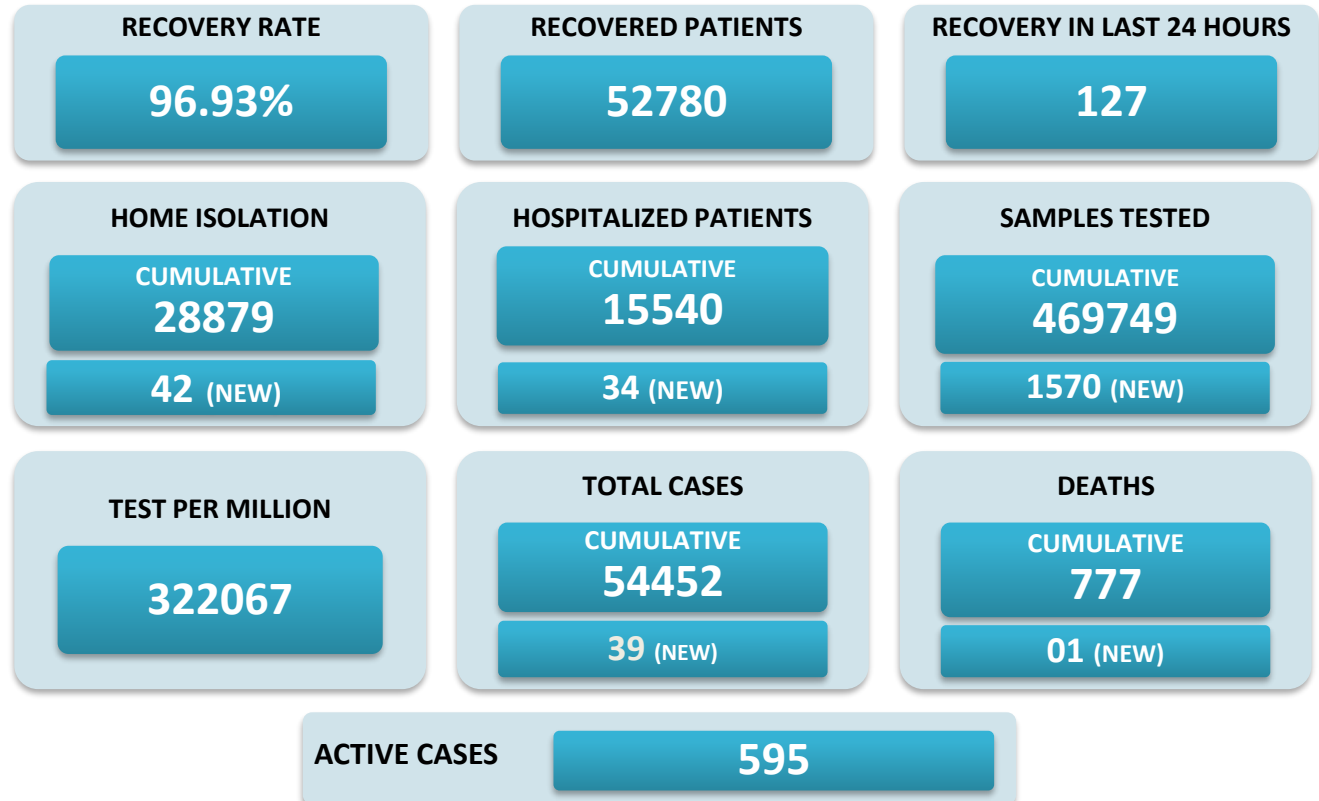 RECOVERY RATE
96.93%
RECOVERED PATIENTS
52780
RECOVERY IN LAST 24 HOURS
127
HOME ISOLATION
CUMULATIVE
28879
42 (NEW)
HOSPITALIZED PATIENTS
CUMULATIVE
15540
34 (NEW)
SAMPLES TESTED
CUMULATIVE
469749
1570 (NEW)
TEST PER MILLION
322067
TOTAL CASES
CUMULATIVE
54452
39 (NEW)
DEATHS
CUMULATIVE
777
01 (NEW)
ACTIVE CASES
595